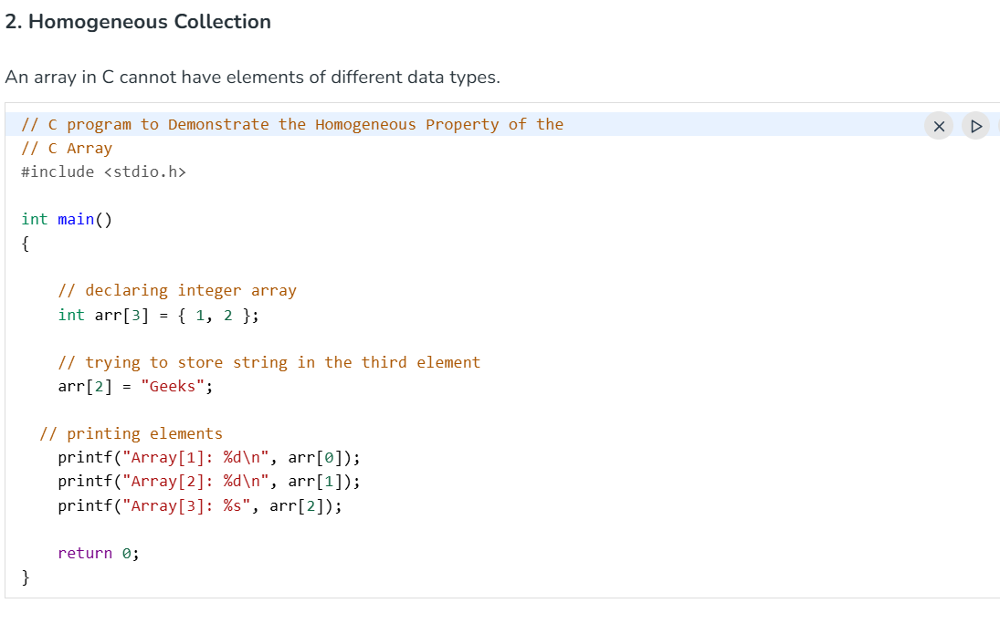 2. Homogeneous Collection
An array in C cannot have elements of different data types.
// C program to Demonstrate the Homogeneous Property of the
// C Array
#include <stdio.h>
int main()
{
// declaring integer array
int arr[3] = { 1, 2 };
// trying to store string in the third element
arr[2] = "Geeks";
// printing elements
printf("Array[1]: %d\n", arr[0]);
printf("Array[2]: %d\n", arr[1]);
printf("Array[3]: %s", arr[2]);
return 0;
}